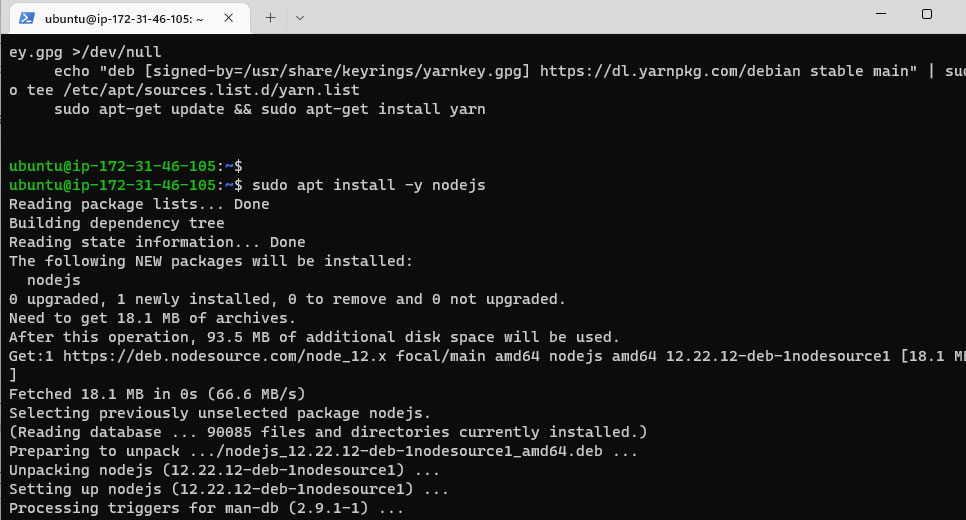 ubuntu@ip-172-31-46-105: ~
ey.gpg >/dev/null
     echo "deb [signed-by=/usr/share/keyrings/yarnkey.gpg] https://dl.yarnpkg.com/debian stable main" | sud
o tee /etc/apt/sources.list.d/yarn.list
     sudo apt-get update && sudo apt-get install yarn
ubuntu@ip-172-31-46-105:~$
ubuntu@ip-172-31-46-105:~$ sudo apt install -y nodejs
Reading package lists... Done
Building dependency tree
Reading state information... Done
The following NEW packages will be installed:
  nodejs
0 upgraded, 1 newly installed, 0 to remove and 0 not upgraded.
Need to get 18.1 MB of archives.
After this operation, 93.5 MB of additional disk space will be used.
Get:1 https://deb.nodesource.com/node_12.x focal/main amd64 nodejs amd64 12.22.12-deb-1nodesource1 [18.1 MB
]
Fetched 18.1 MB in 0s (66.6 MB/s)
Selecting previously unselected package nodejs.
(Reading database ... 90085 files and directories currently installed.)
Preparing to unpack .../nodejs_12.22.12-deb-1nodesource1_amd64.deb ...
Unpacking nodejs (12.22.12-deb-1nodesource1) ...
Setting up nodejs (12.22.12-deb-1nodesource1) ...
Processing triggers for man-db (2.9.1-1) ...